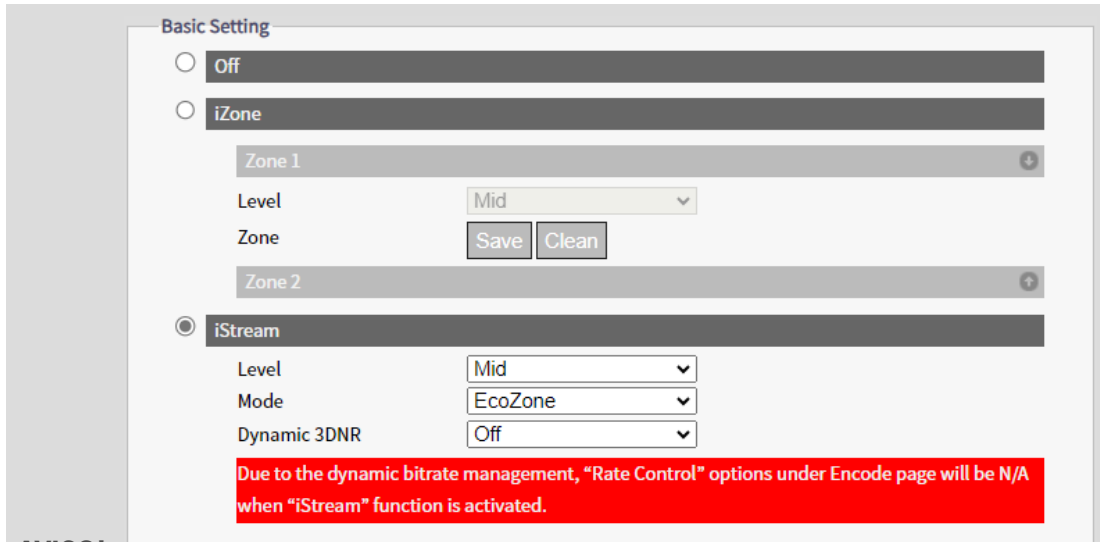 Basic Setting
Off
iZone
Zone 1
Level Mid
Zone Save Clean
Zone 2
iStream
Level Mid
Mode EcoZone
Dynamic 3DNR Off
Due to the dynamic bitrate management, “Rate Control” options under Encode page will be N/A
when “iStream” function is activated.